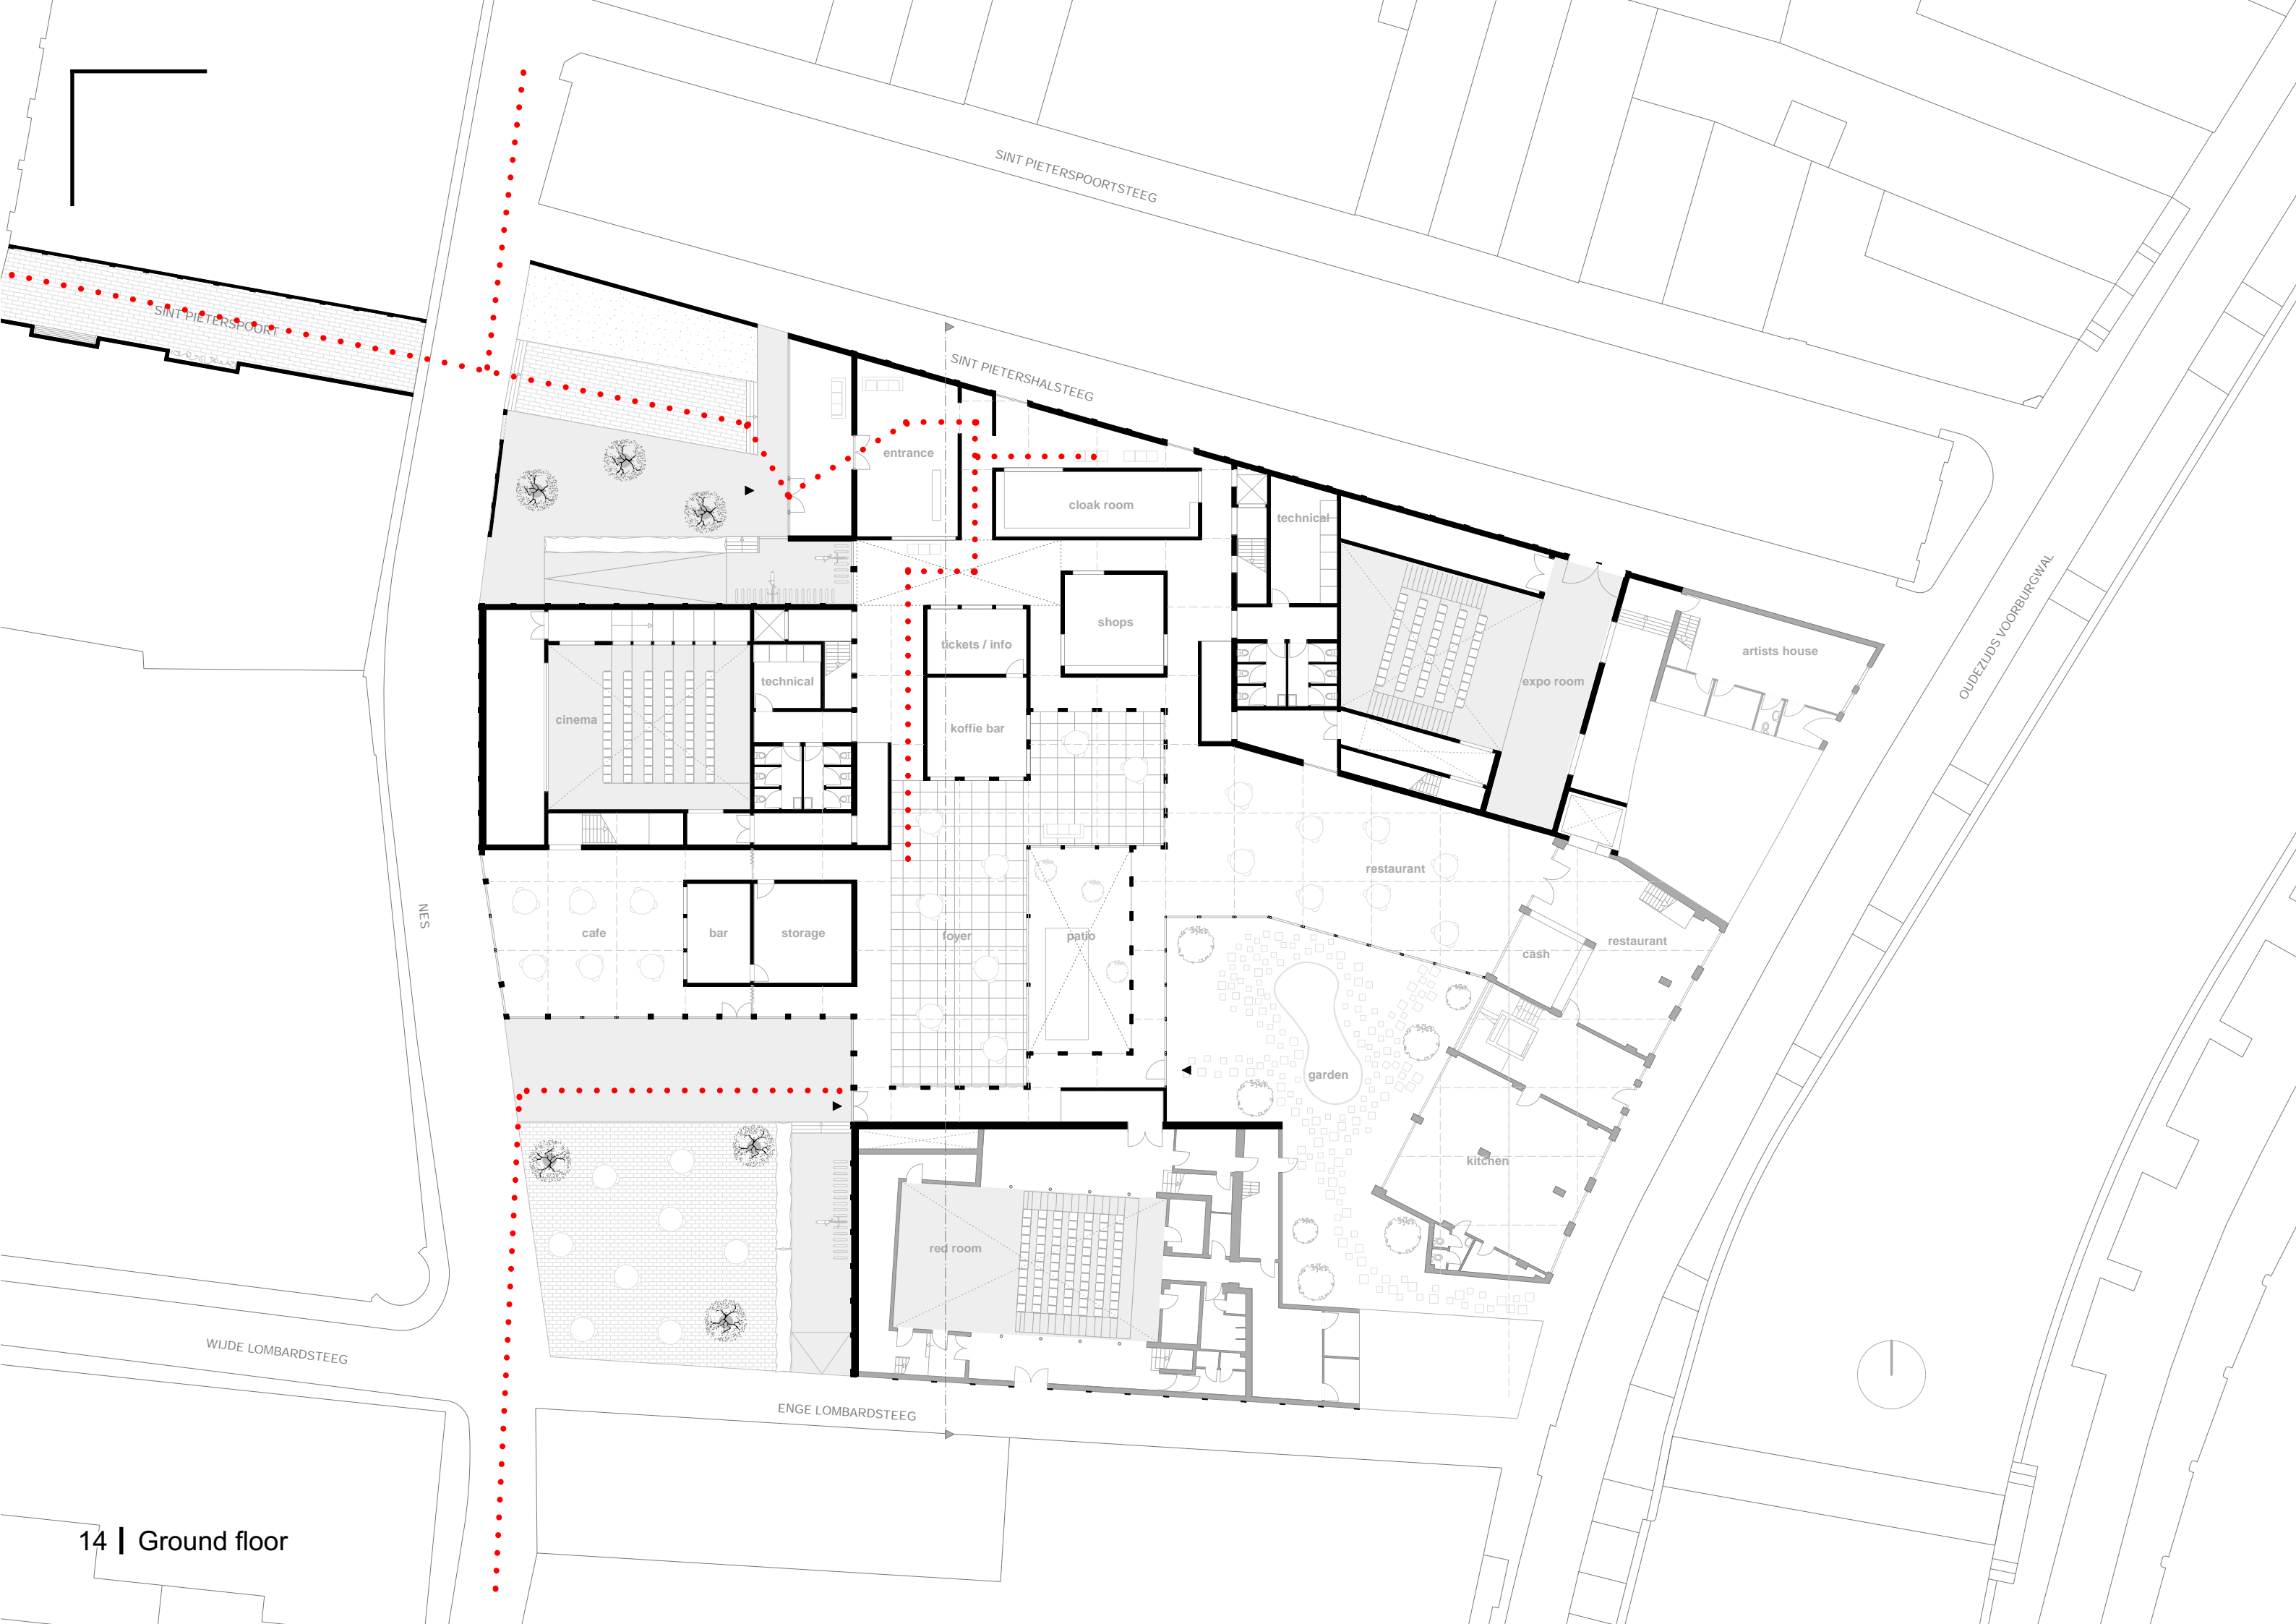 SINT PIETERSPOORTSTEEG
SINT PIETERSPOORT
SINT PIETERSHALSTEEG
entrance
cloak room
technical
OUDEZIJDS VOORBURGWAL
shops
tickets / info
artists house
technical
expo room
cinema
koffie bar
restaurant
NES
cafe
bar
storage
foyer
patio
restaurant
cash
garden
kitchen
red room
WIJDE LOMBARDSTEEG
ENGE LOMBARDSTEEG
14 | Ground floor